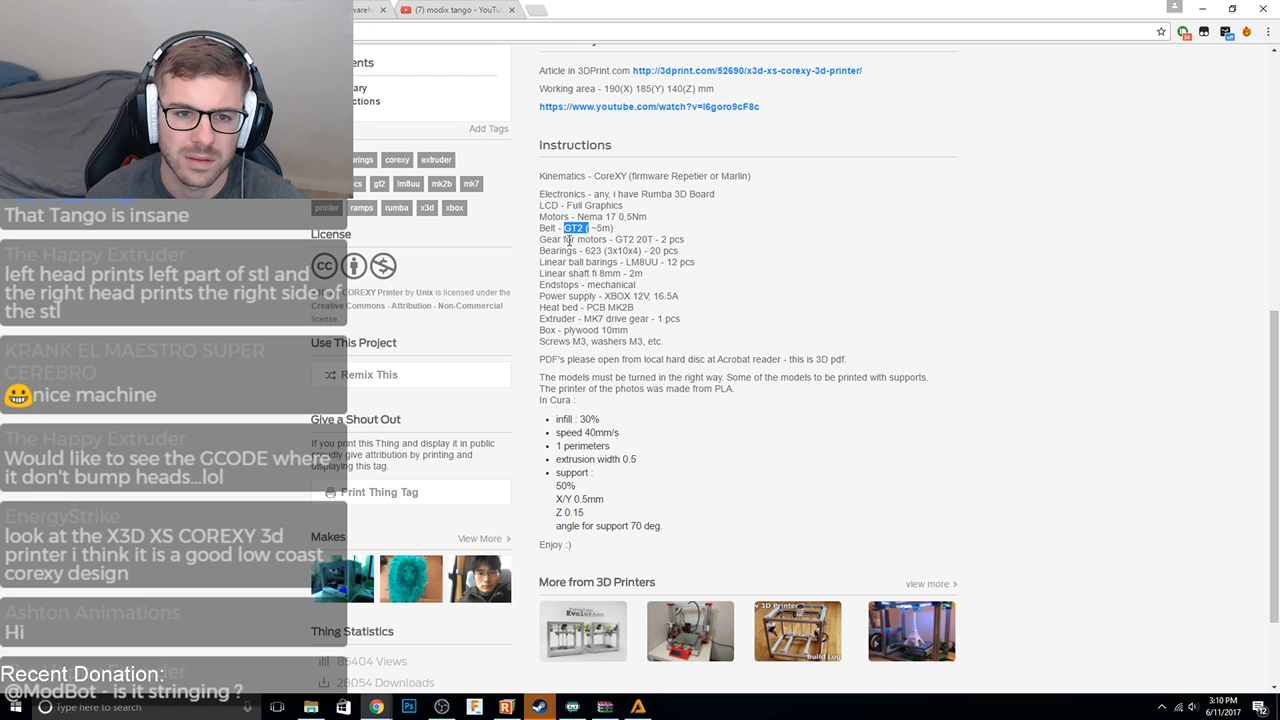 wareho
(7) modix tango - YouTu
ents
ary
ctions
Add Tags
arings corexy extruder
cs gt2 lm8uu mk2b mk7
printer ramps rumba x3d xbox
License
COREXY Printer by Unix is licensed under the
Creative Commons - Attribution - Non-Commercial
license.
Use This Project
Remix This
Give a Shout Out
If you print this Thing and display it in public
proudly give attribution by printing and
displaying this tag.
Print Thing Tag
Makes
View More >
Thing Statistics
85404 Views
28054 Downloads
Article in 3DPrint.com http://3dprint.com/52690/x3d-xs-corexy-3d-printer/
Working area - 190(X) 185(Y) 140(Z) mm
https://www.youtube.com/watch?v=I6goro9cF8c
Instructions
Kinematics - CoreXY (firmware Repetier or Marlin)
Electronics - any, i have Rumba 3D Board
LCD - Full Graphics
Motors - Nema 17 0,5Nm
Belt - GT2 ( ~5m)
Gear for motors - GT2 20T - 2 pcs
Bearings - 623 (3x10x4) - 20 pcs
Linear ball barings - LM8UU - 12 pcs
Linear shaft fi 8mm - 2m
Endstops - mechanical
Power supply - XBOX 12V, 16.5A
Heat bed - PCB MK2B
Extruder - MK7 drive gear - 1 pcs
Box - plywood 10mm
Screws M3, washers M3, etc.
PDF's please open from local hard disc at Acrobat reader - this is 3D pdf.
The models must be turned in the right way. Some of the models to be printed with supports.
The printer of the photos was made from PLA.
In Cura :
• infill : 30%
• speed 40mm/s
• 1 perimeters
• extrusion width 0.5
• support :
50%
X/Y 0.5mm
Z 0.15
angle for support 70 deg.
Enjoy :)
More from 3D Printers
view more >
Evolution
3D Printer
Build Log
That Tango is insane
The Happy Extruder
left head prints left part of stl and
the right head prints the right side of
the stl
KRANK EL MAESTRO SUPER
CEREBRO
😀nice machine
The Happy Extruder
Would like to see the GCODE where
it don't bump heads...lol
EnergyStrike
look at the X3D XS COREXY 3d
printer i think it is a good low coast
corexy design
Ashton Animations
Hi
Recent Donation:
@ModBot - is it stringing ?
Type here to search
3:10 PM
6/11/2017
12